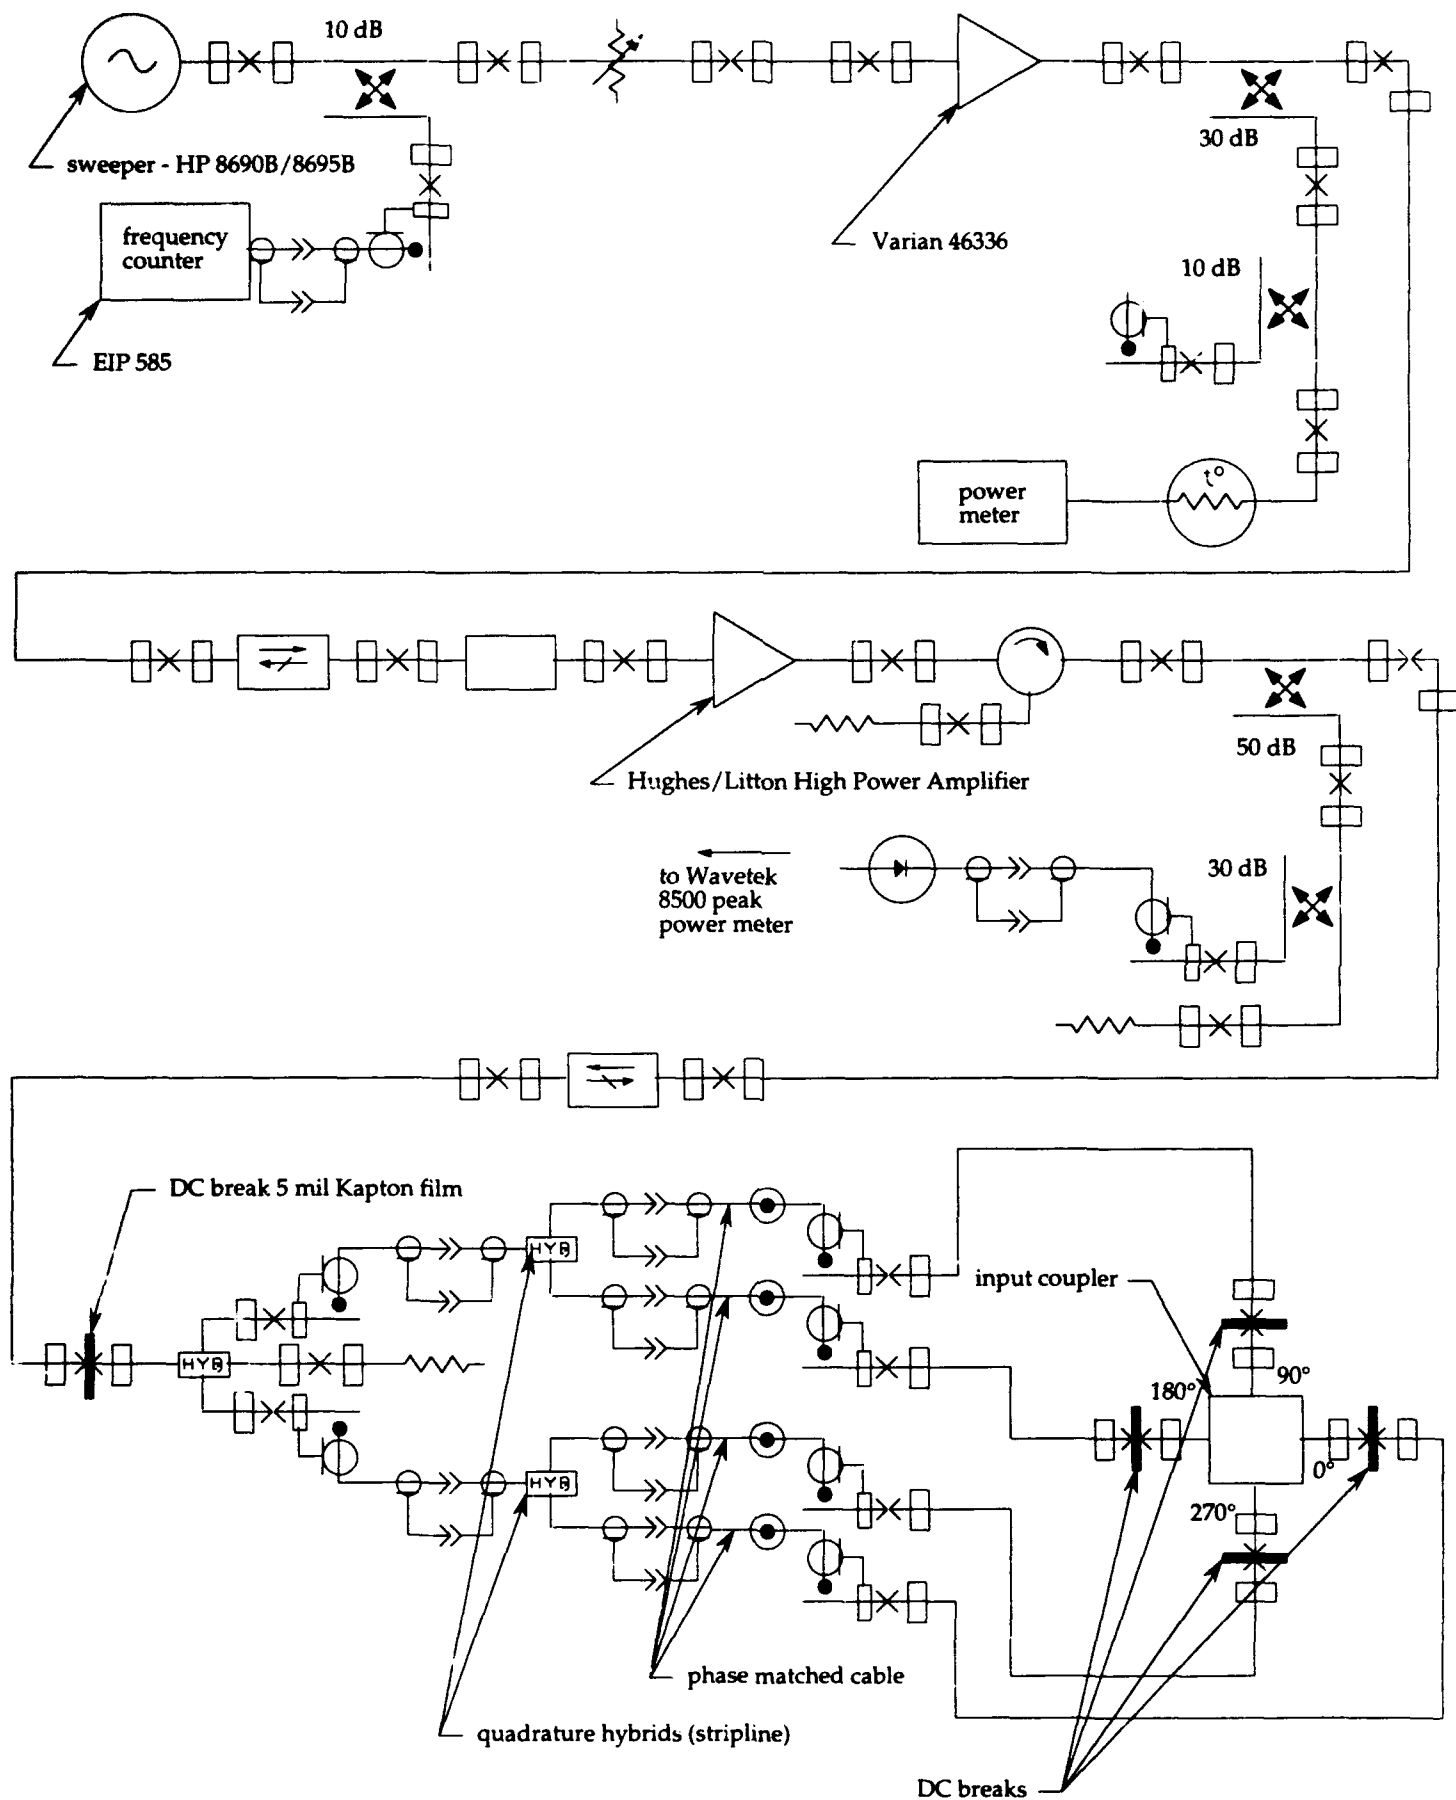 10 dB
sweeper - HP 8690B/8695B
30 dB
frequency
counter
Varian 46336
10 dB
EIP 585
t°
power
meter
50 dB
Hughes/Litton High Power Amplifier
to Wavetek
8500 peak
power meter
30 dB
DC break 5 mil Kapton film
HYB
input coupler
HYB
90°
180°
0°
HYB
270°
phase matched cable
quadrature hybrids (stripline)
DC breaks